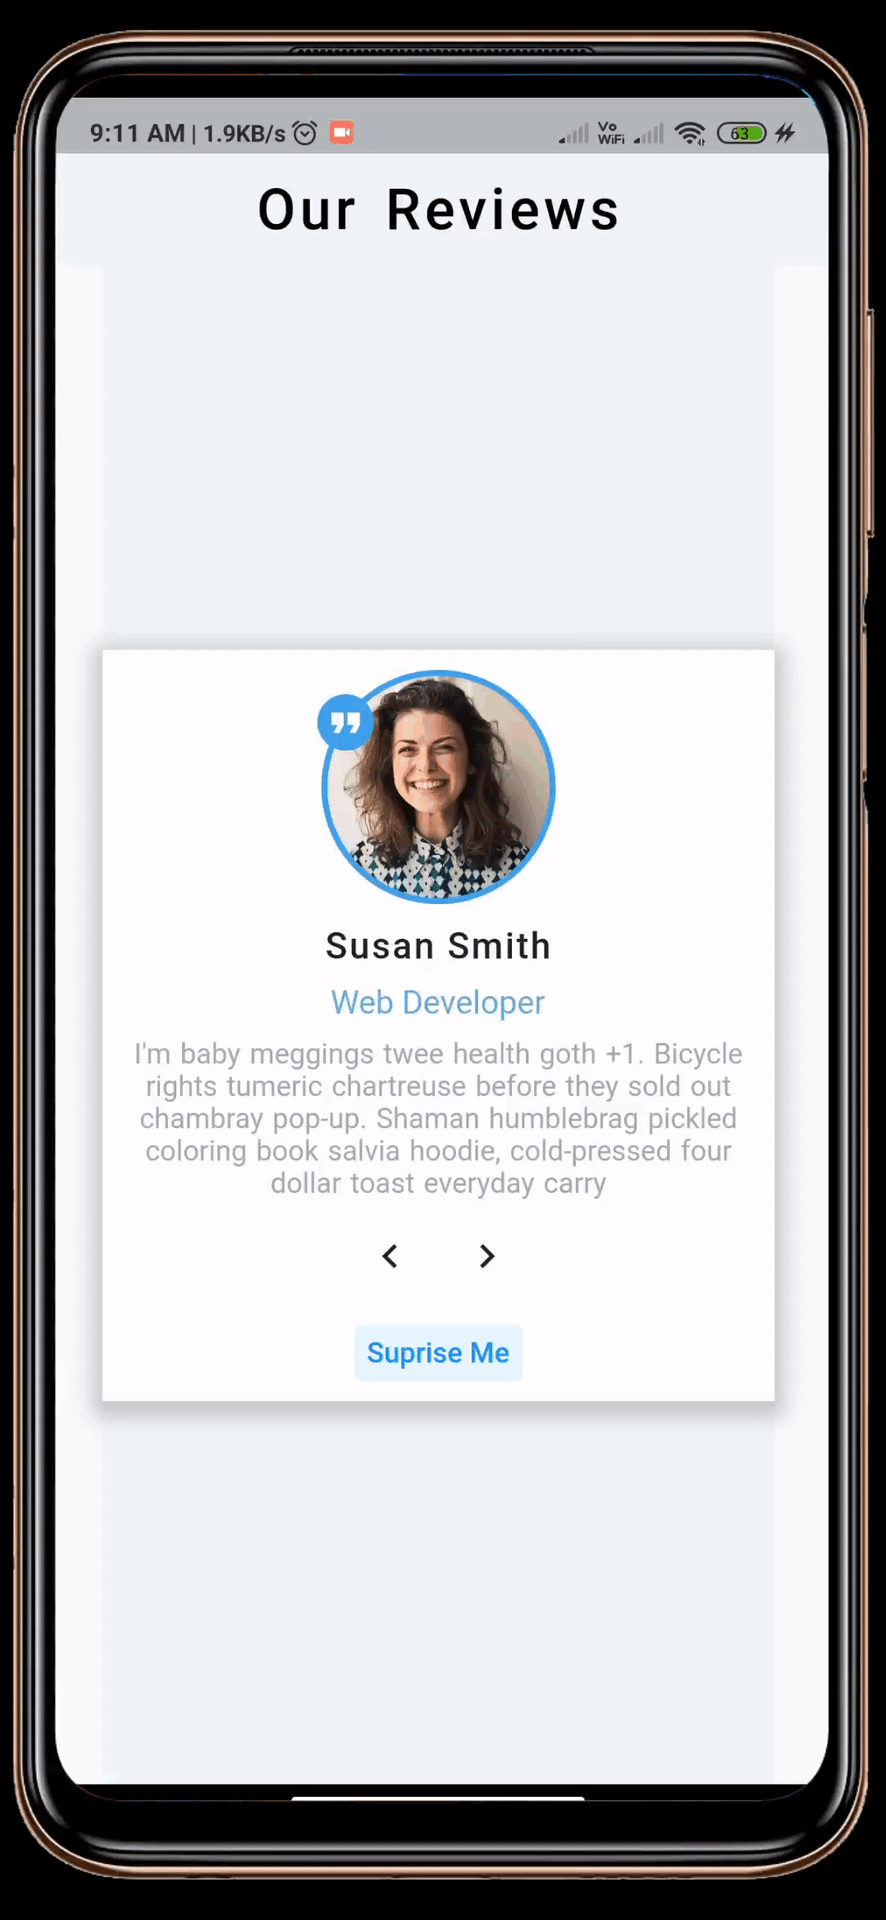 9:11 AM | 1.9KB/s
Vo
WiFi
63
Our Reviews
Susan Smith
Web Developer
I'm baby meggings twee health goth +1. Bicycle
rights tumeric chartreuse before they sold out
chambray pop-up. Shaman humblebrag pickled
coloring book salvia hoodie, cold-pressed four
dollar toast everyday carry
Suprise Me